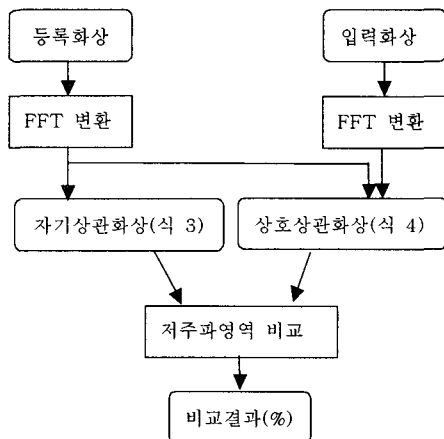 등록화상
입력화상
FFT 변환
FFT 변환
자기상관화상(식 3)
상호상관화상(식 4)
저주파영역 비교
비교결과(%)